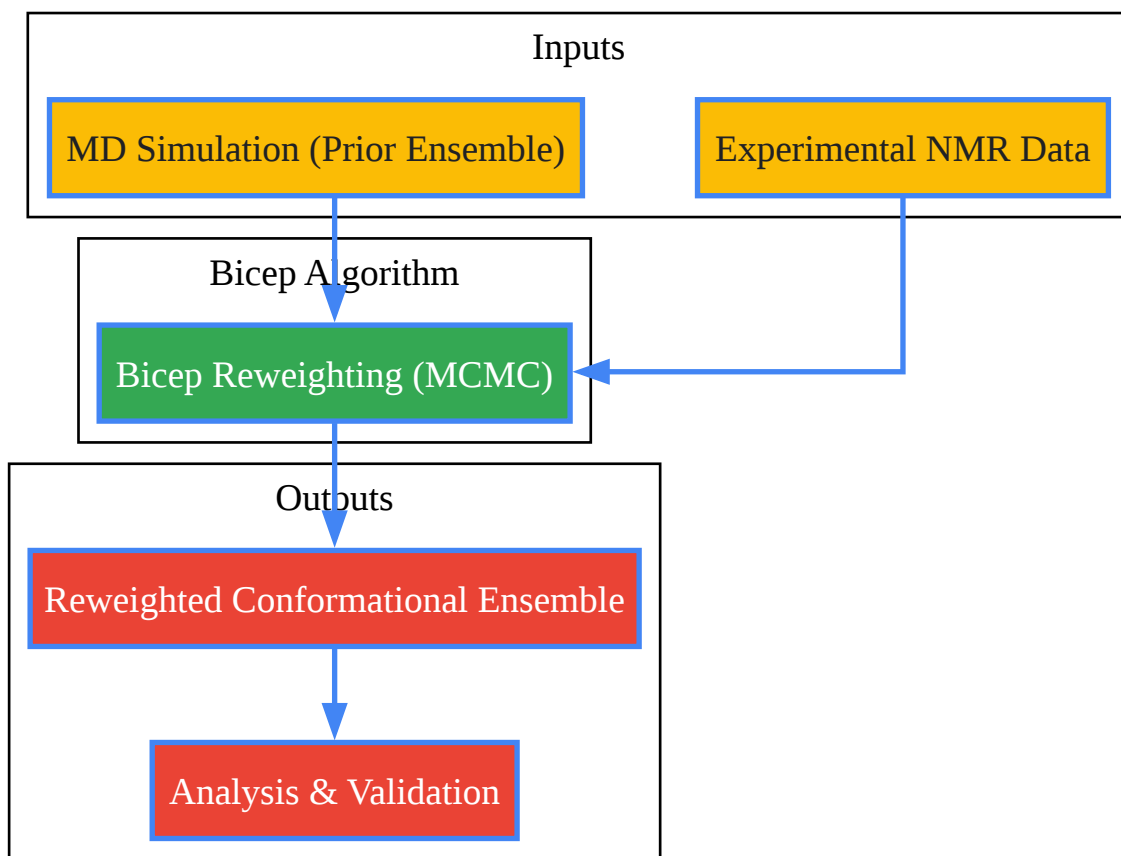 Inputs
MD Simulation (Prior Ensemble)
Experimental NMR Data
Bicep Algorithm
Bicep Reweighting (MCMC)
Outputs
Reweighted Conformational Ensemble
Analysis & Validation